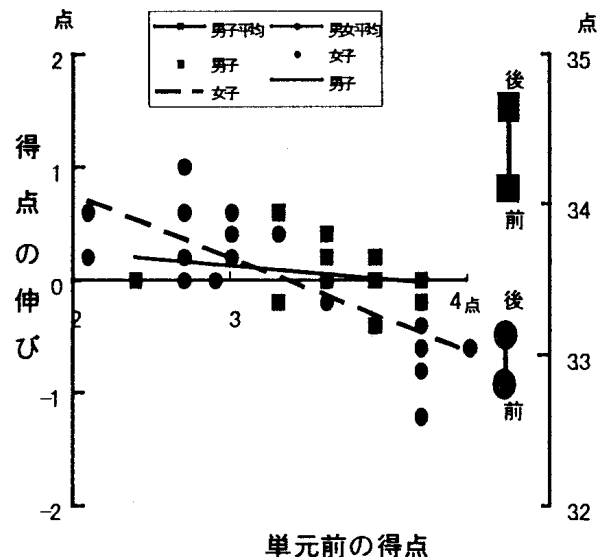 点 点
男子平均 男女平均
男子 女子
女子 男子
2
1
0
-1
-2
得点の伸び
2 3 4点
単元前の得点
35
34
33
32
後
前
後
前